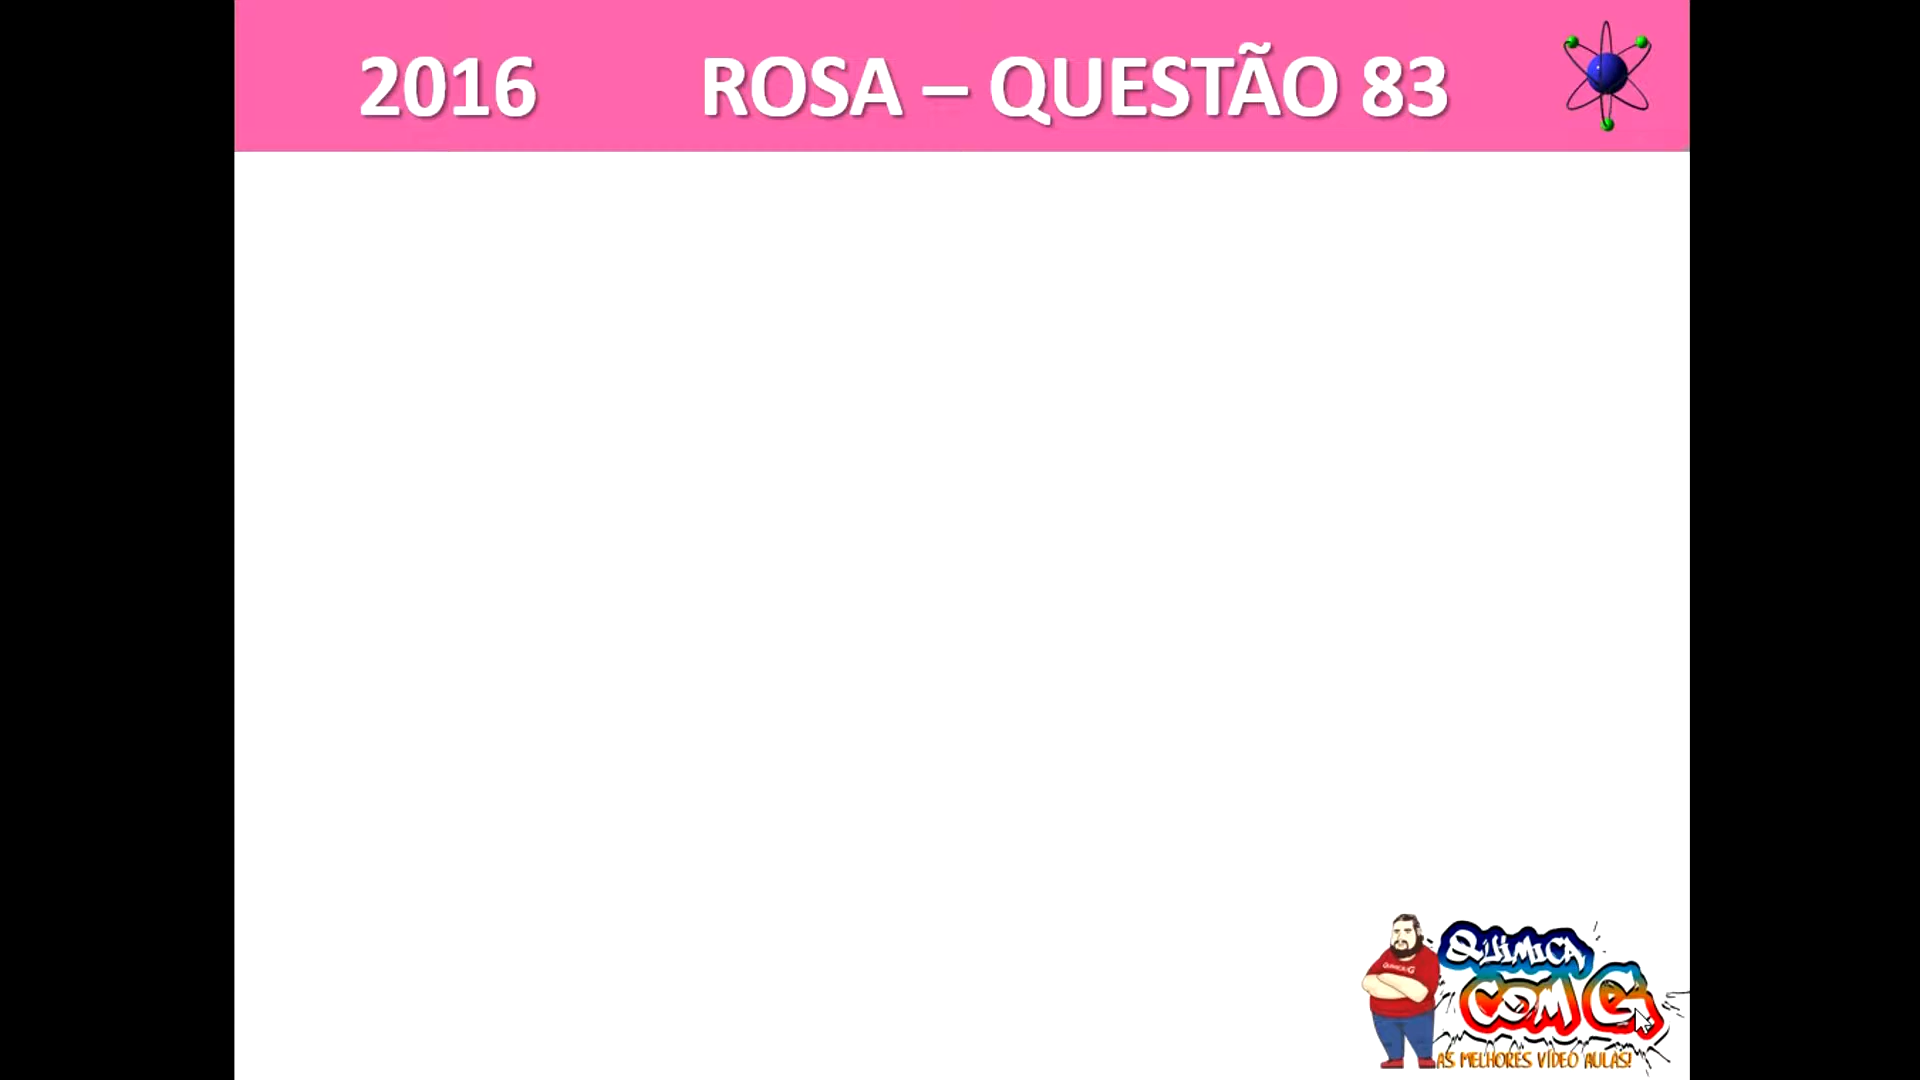 2016 ROSA – QUESTÃO 83
QUÍMICA
COM G
AS MELHORES VÍDEO AULAS!